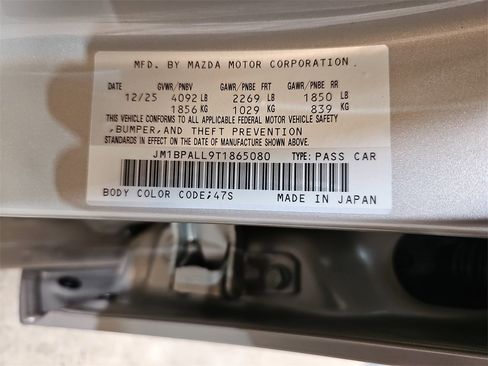 MFD. BY MAZDA MOTOR CORPORATION.
DATE GVWR/PNBV GAWR/PNBE FRT GAWR/PNBE RR
12/25 4092 LB 2269 LB 1850 LB
1856 KG 1029 KG 839 KG
THIS VEHICLE CONFORMS TO ALL APPLICABLE FEDERAL MOTOR VEHICLE SAFETY
,BUMPER,AND THEFT PREVENTION
STANDARDS IN EFFECT ON THE DATE OF MANUFACTURE SHOWN ABOVE.
JM1BPALL9T1865080 TYPE: PASS CAR
BODY COLOR CODE;47S MADE IN JAPAN